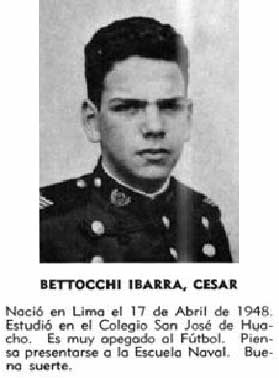 BETTOCCHI IBARRA, CESAR
Nació en Lima el 17 de Abril de 1948.
Estudió en el Colegio San José de Hua-
cho. Es muy apegado al Fútbol. Pien-
sa presentarse a la Escuela Naval. Bue-
na suerte.